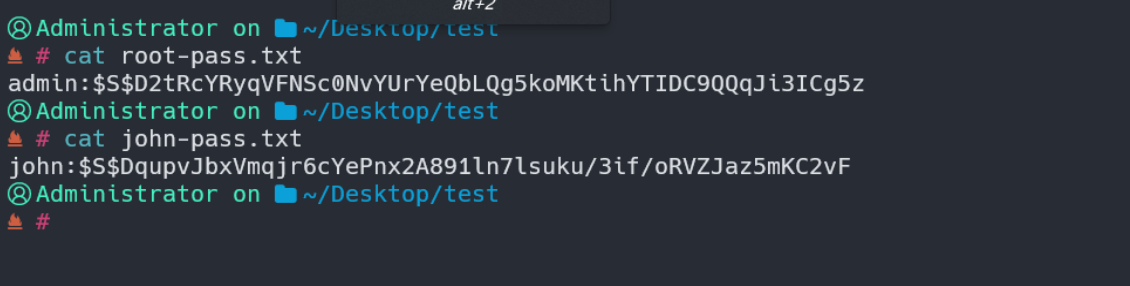 alt+2
Administrator on ~/Desktop/test
# cat root-pass.txt
admin:$S$D2tRcYRyqVFNSc0NvYUrYeQbLQg5koMKtihYTIDC9QQqJi3ICg5z
Administrator on ~/Desktop/test
# cat john-pass.txt
john:$S$DqupvJbxVmqjr6cYePnx2A891ln7lsuku/3if/oRVZJaz5mKC2vF
Administrator on ~/Desktop/test
#